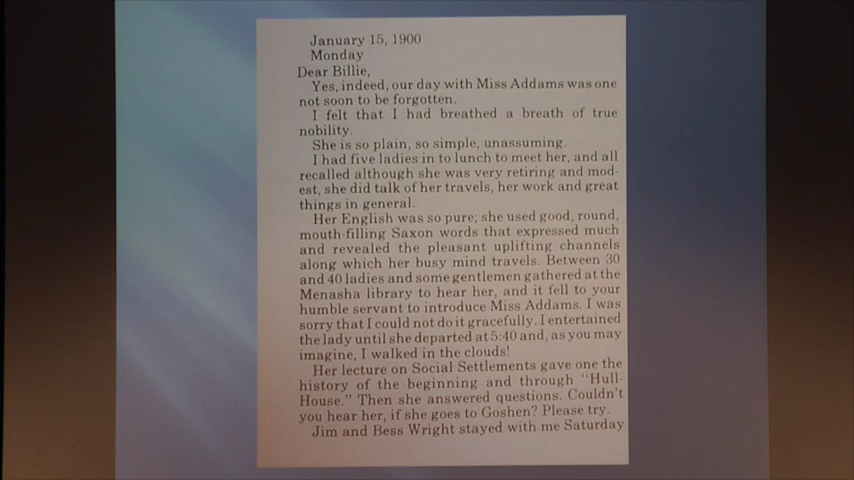 January 15, 1900
Monday
Dear Billie,
Yes, indeed, our day with Miss Addams was one
not soon to be forgotten.
I felt that I had breathed a breath of true
nobility.
She is so plain, so simple, unassuming.
I had five ladies in to lunch to meet her, and all
recalled although she was very retiring and mod-
est, she did talk of her travels, her work and great
things in general.
Her English was so pure; she used good, round,
mouth-filling Saxon words that expressed much
and revealed the pleasant uplifting channels
along which her busy mind travels. Between 30
and 40 ladies and some gentlemen gathered at the
Menasha library to hear her, and it fell to your
humble servant to introduce Miss Addams. I was
sorry that I could not do it gracefully. I entertained
the lady until she departed at 5:40 and, as you may
imagine, I walked in the clouds!
Her lecture on Social Settlements gave one the
history of the beginning and through "Hull-
House." Then she answered questions. Couldn't
you hear her, if she goes to Goshen? Please try.
Jim and Bess Wright stayed with me Saturday